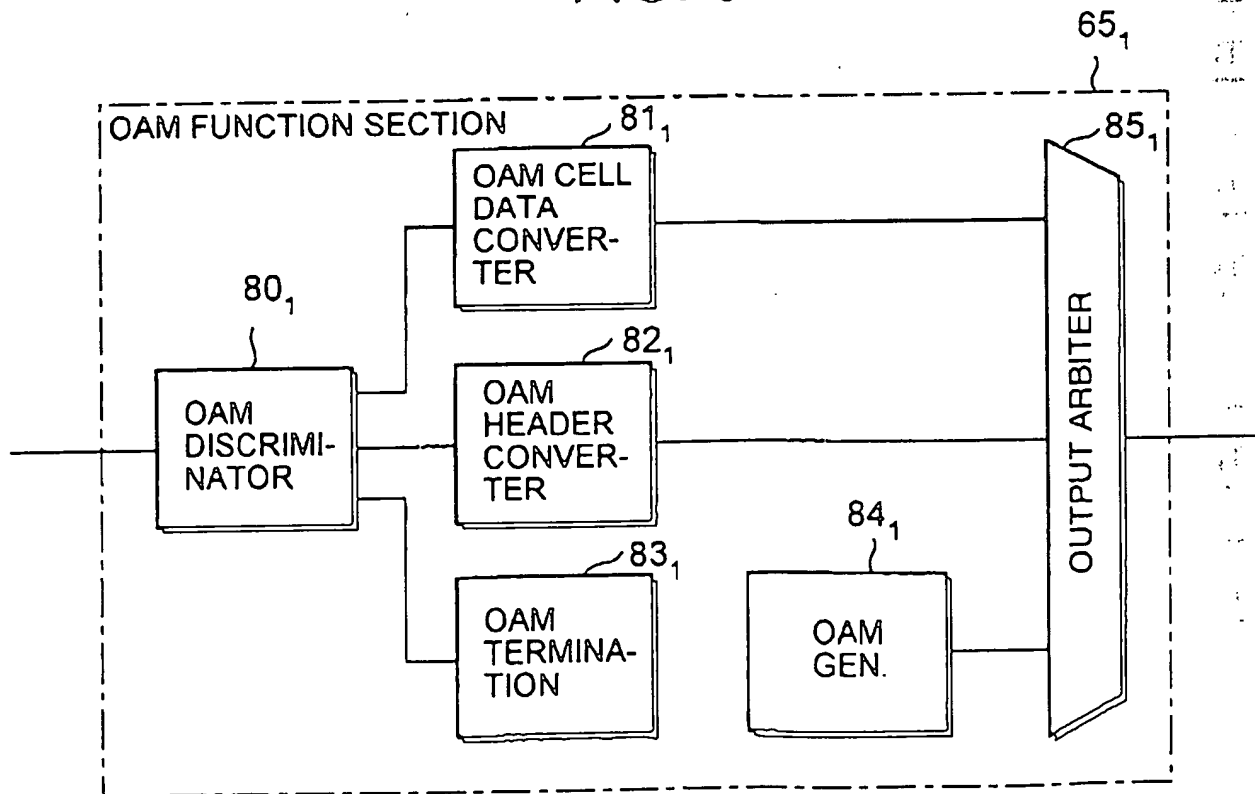 65₁
OAM FUNCTION SECTION
81₁
OAM CELL
DATA
CONVER-
TER
85₁
80₁
OAM
DISCRIMI-
NATOR
82₁
OAM
HEADER
CONVER-
TER
OUTPUT ARBITER
83₁
OAM
TERMINA-
TION
84₁
OAM
GEN.